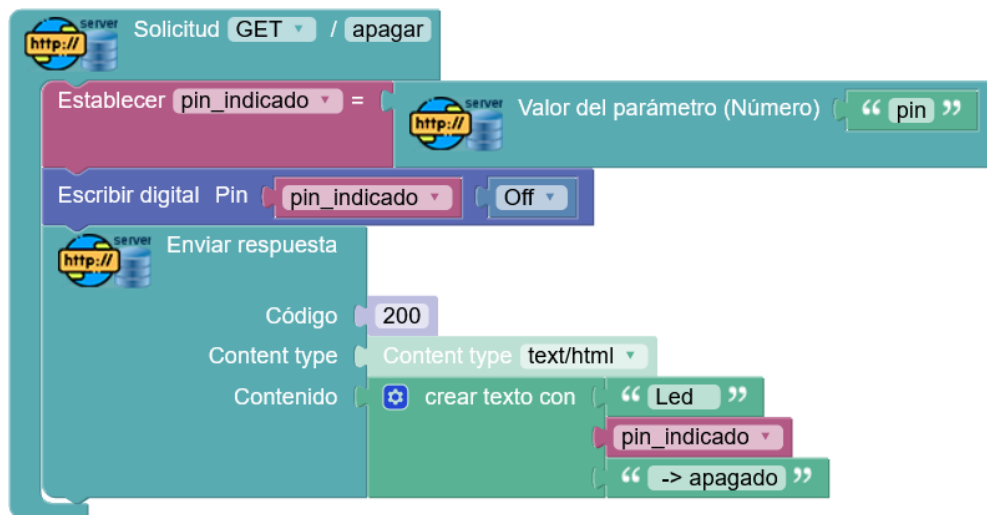 http:// server Solicitud GET / apagar
Establecer pin_indicado = http:// server Valor del parámetro (Número) “ pin ”
Escribir digital Pin pin_indicado Off
http:// server Enviar respuesta
Código 200
Content type Content type text/html
Contenido crear texto con “ Led ”
pin_indicado
“ -> apagado ”